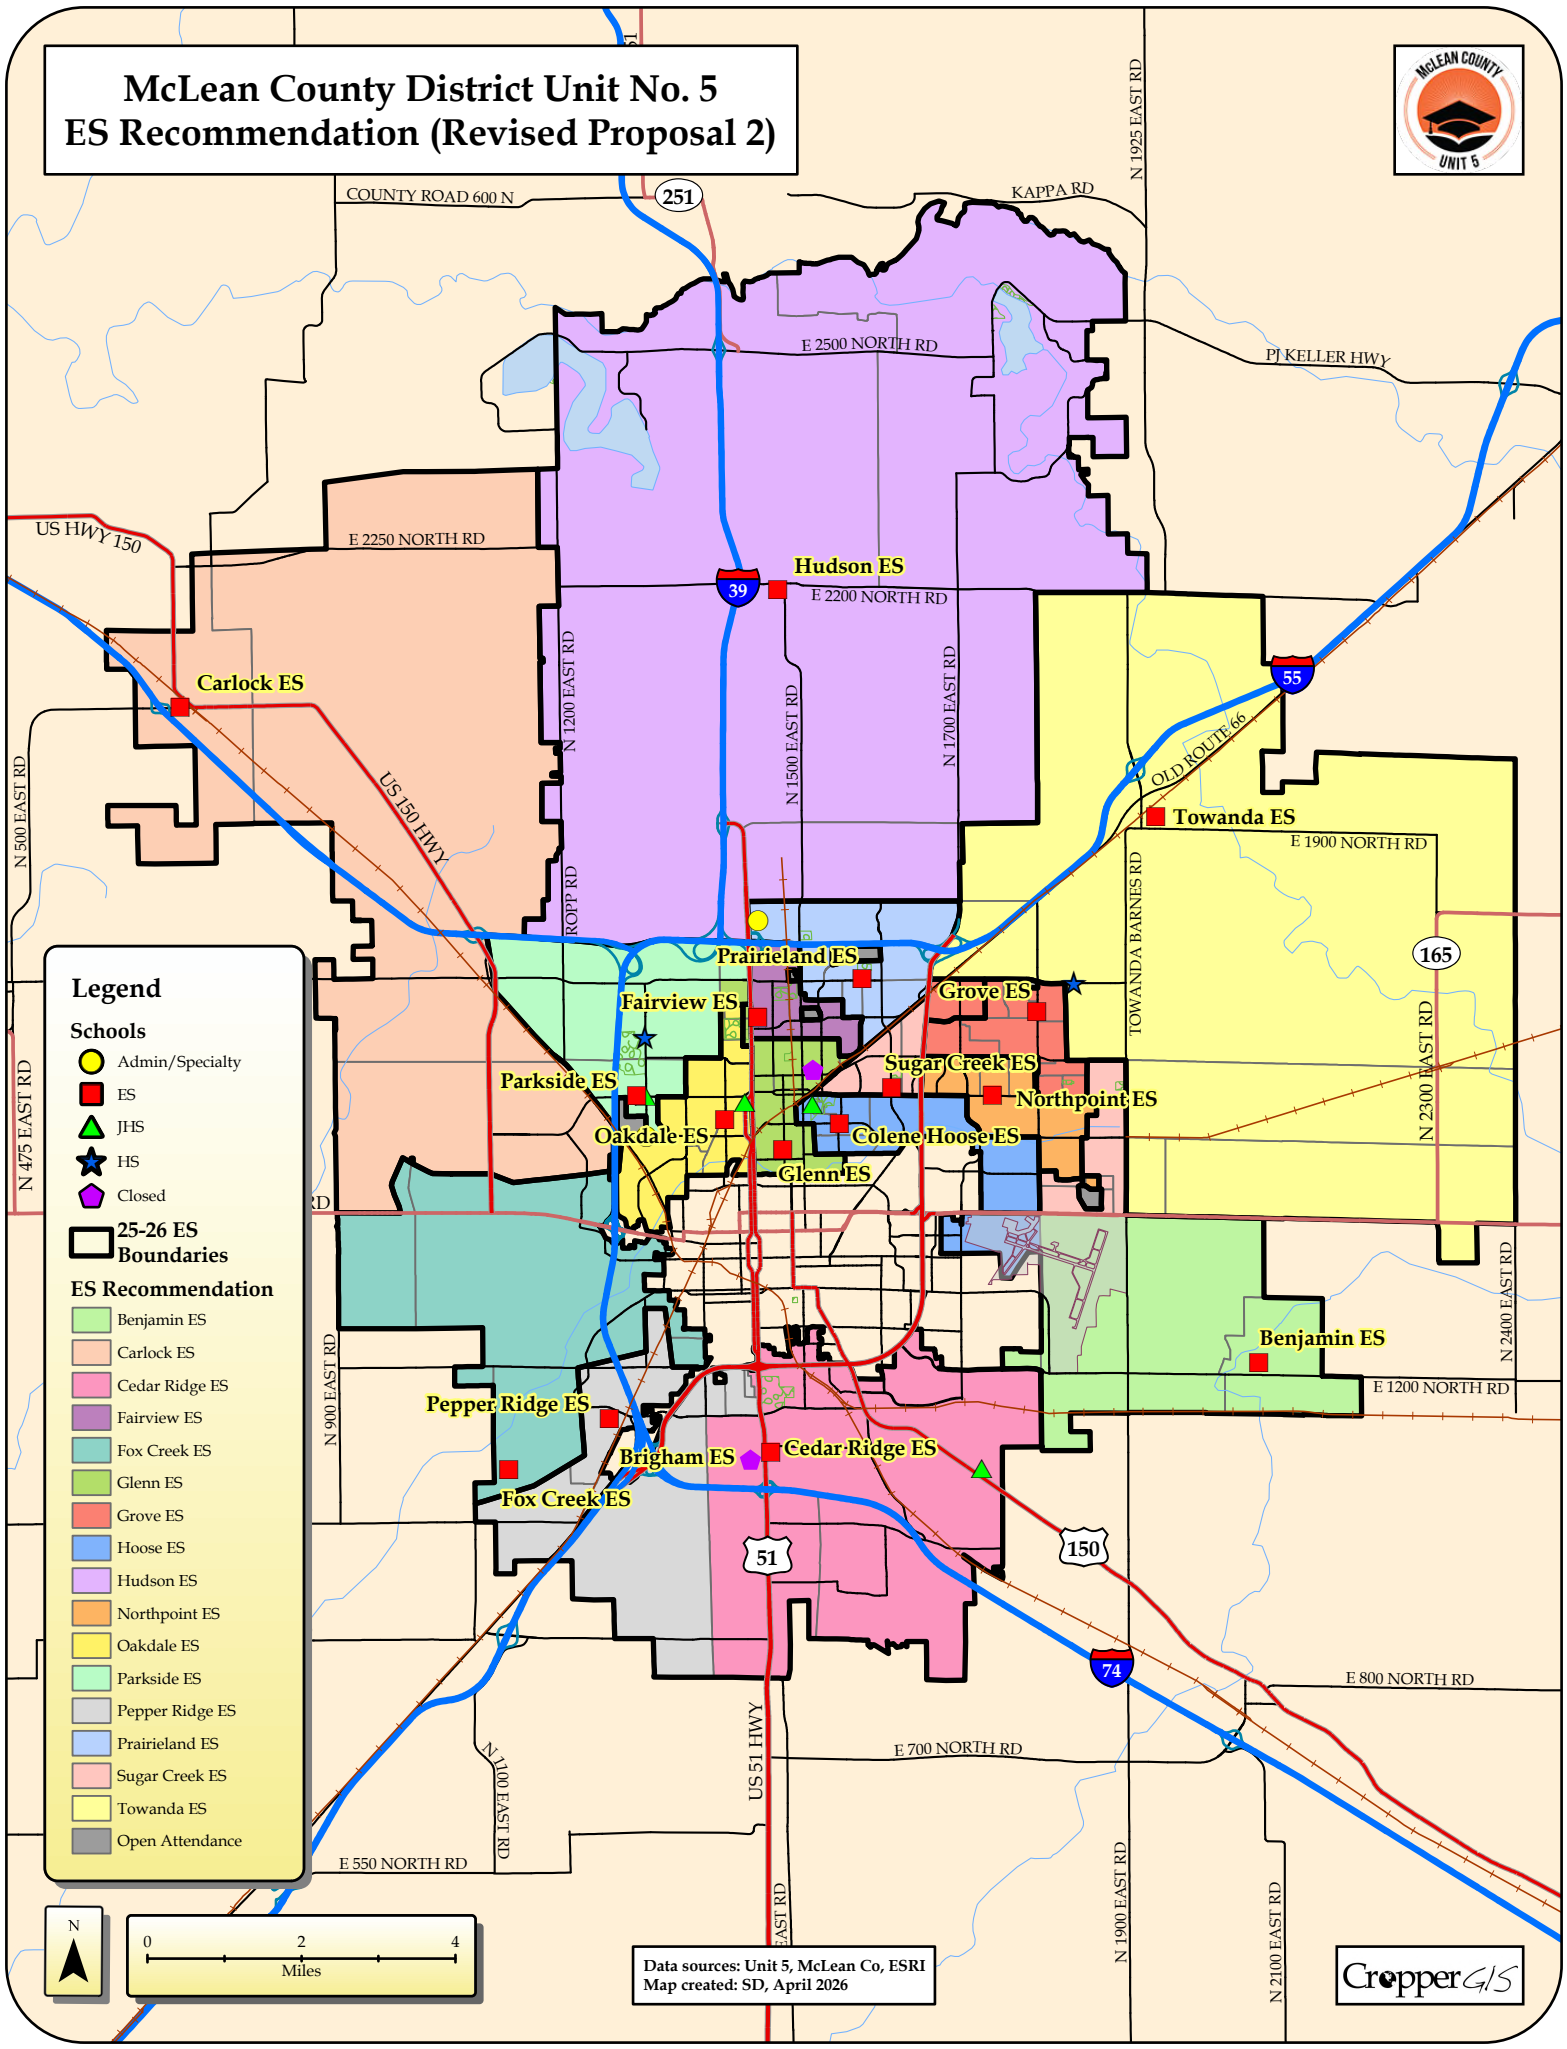 McLean County District Unit No. 5
ES Recommendation (Revised Proposal 2)
McLEAN COUNTY
UNIT 5
51
N 1925 EAST RD
COUNTY ROAD 600 N
251
KAPPA RD
E 2500 NORTH RD
PJ KELLER HWY
US HWY 150
E 2250 NORTH RD
Hudson ES
39
E 2200 NORTH RD
N 1200 EAST RD
N 1500 EAST RD
N 1700 EAST RD
55
Carlock ES
OLD ROUTE 66
US 150 HWY
N 500 EAST RD
Towanda ES
E 1900 NORTH RD
ROPP RD
TOWANDA BARNES RD
165
Prairieland ES
Fairview ES
Grove ES
Sugar Creek ES
Parkside ES
Northpoint ES
Oakdale ES
Colene Hoose ES
Glenn ES
N 475 EAST RD
N 2300 EAST RD
RD
N 2400 EAST RD
N 900 EAST RD
Benjamin ES
E 1200 NORTH RD
Pepper Ridge ES
Brigham ES
Cedar Ridge ES
Fox Creek ES
51
150
74
E 800 NORTH RD
E 700 NORTH RD
US 51 HWY
N 1100 EAST RD
E 550 NORTH RD
EAST RD
N 1900 EAST RD
N 2100 EAST RD
Legend
Schools
Admin/Specialty
ES
JHS
HS
Closed
25-26 ES
Boundaries
ES Recommendation
Benjamin ES
Carlock ES
Cedar Ridge ES
Fairview ES
Fox Creek ES
Glenn ES
Grove ES
Hoose ES
Hudson ES
Northpoint ES
Oakdale ES
Parkside ES
Pepper Ridge ES
Prairieland ES
Sugar Creek ES
Towanda ES
Open Attendance
N
0 2 4
Miles
Data sources: Unit 5, McLean Co, ESRI
Map created: SD, April 2026
Cropper GIS